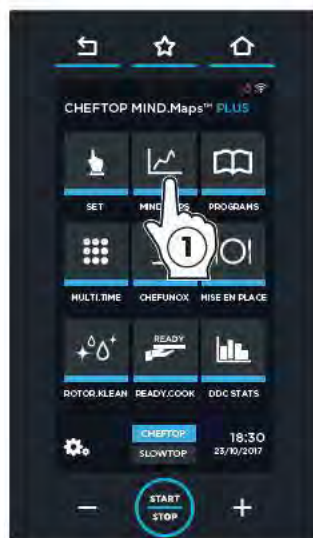 CHEFTOP MIND.Maps™ PLUS
SET
PROGRAMS
1
MULTI.TIME
CHEFUNOX
MISE EN PLACE
READY
ROTOR.KLEAN
READY.COOK
DDC STATS
CHEFTOP
SLOWTOP
18:30
23/10/2017
START
STOP